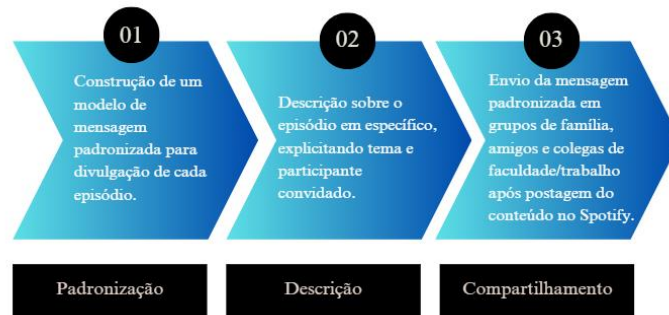 01
Construção de um
modelo de
mensagem
padronizada para
divulgação de cada
episódio.
02
Descrição sobre o
episódio em específico,
explicitando tema e
participante
convidado.
03
Envio da mensagem
padronizada em
grupos de família,
amigos e colegas de
faculdade/trabalho
após postagem do
conteúdo no Spotify.
Padronização
Descrição
Compartilhamento